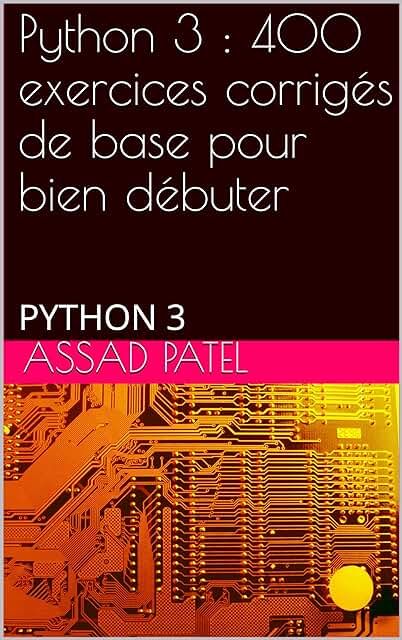 Python 3 : 400
exercices corrigés
de base pour
bien débuter
PYTHON 3
ASSAD PATEL